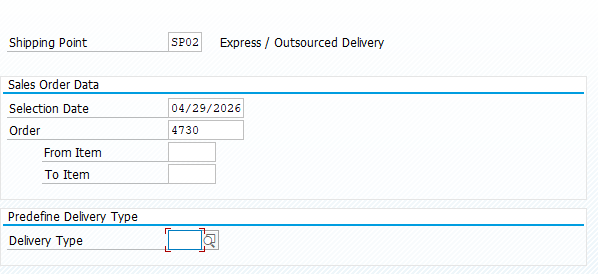 Shipping Point SP02 Express / Outsourced Delivery
Sales Order Data
Selection Date 04/29/2026
Order 4730
From Item
To Item
Predefine Delivery Type
Delivery Type